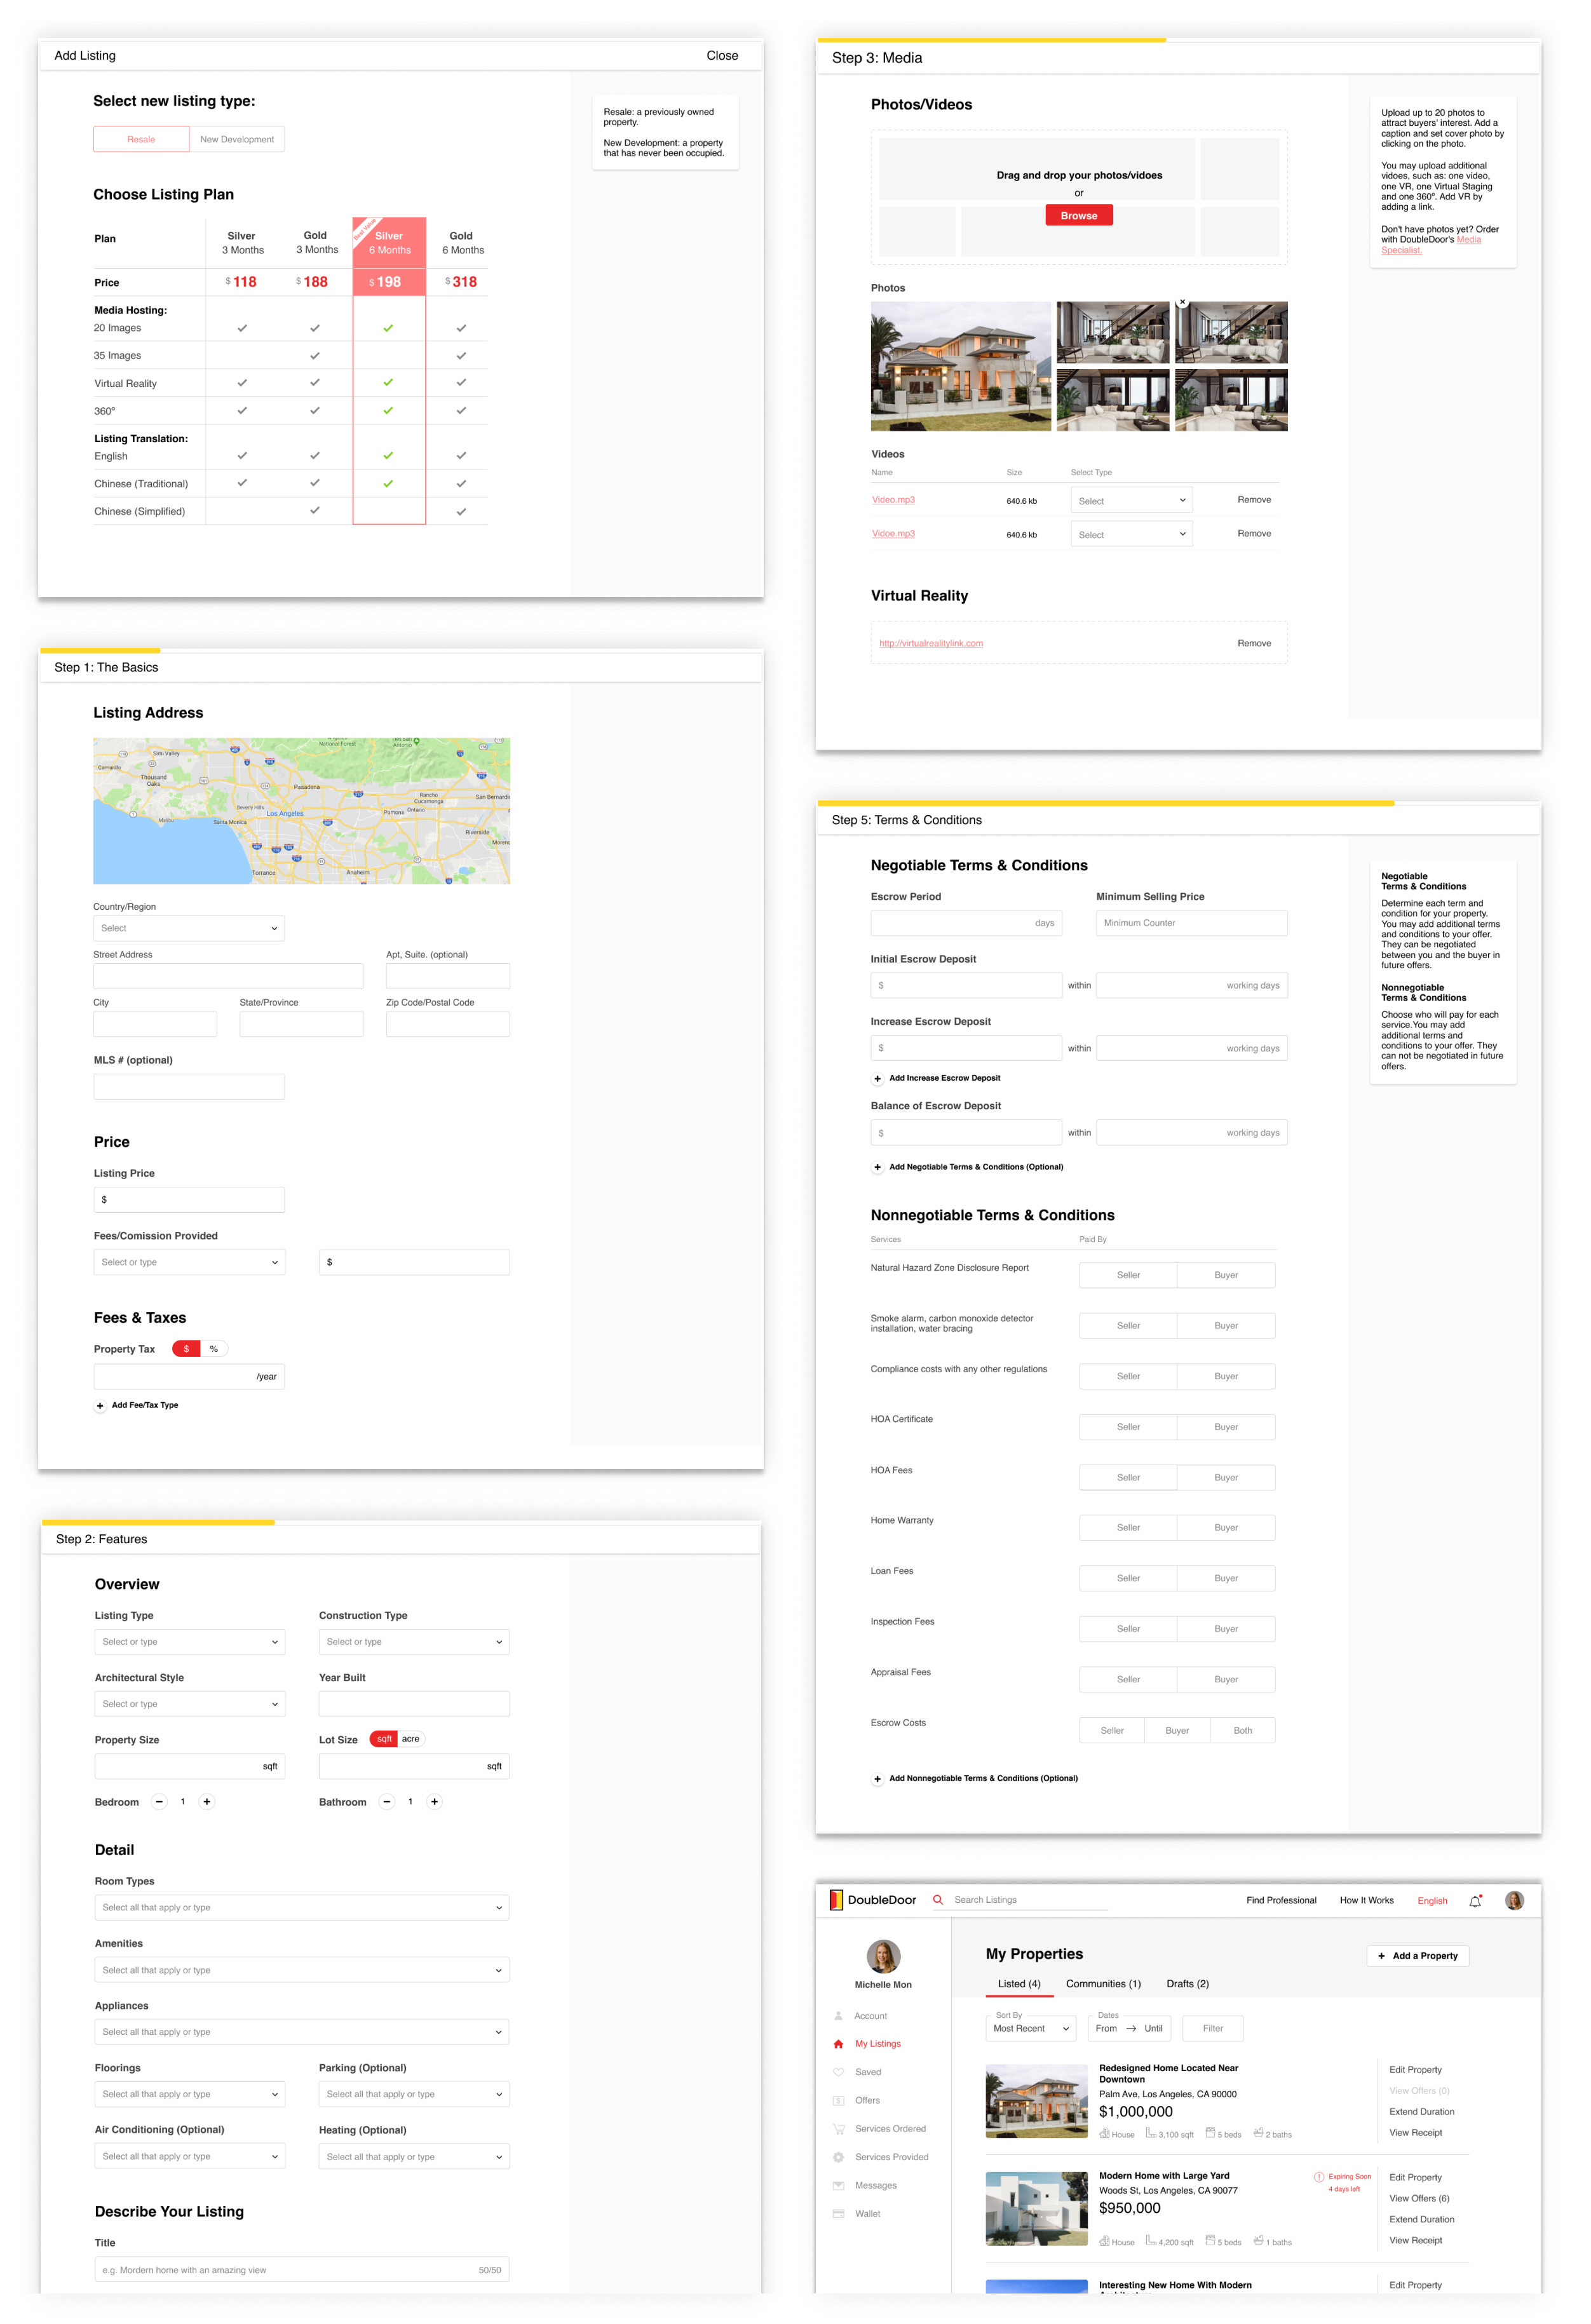 Add Listing
Close
Select new listing type:
Resale
New Development
Resale: a previously owned
property.
New Development: a property
that has never been occupied.
Choose Listing Plan
Plan
Silver
3 Months
Gold
3 Months
Best Value
Silver
6 Months
Gold
6 Months
Price
$ 118
$ 188
$ 198
$ 318
Media Hosting:
20 Images
35 Images
Virtual Reality
360º
Listing Translation:
English
Chinese (Traditional)
Chinese (Simplified)
Step 1: The Basics
Listing Address
Simi Valley
Camarillo
Thousand
Oaks
Malibu
Beverly Hills
Santa Monica
Los Angeles
Pasadena
National Forest
San
Antonio
Rancho
Cucamonga
Ontario
Pomona
San Bernardi
Riverside
Moreno
Torrance
Anaheim
Country/Region
Select
Street Address
Apt, Suite. (optional)
City
State/Province
Zip Code/Postal Code
MLS # (optional)
Price
Listing Price
$
Fees/Comission Provided
Select or type
$
Fees & Taxes
Property Tax
$
%
/year
+ Add Fee/Tax Type
Step 2: Features
Overview
Listing Type
Construction Type
Select or type
Select or type
Architectural Style
Year Built
Select or type
Property Size
Lot Size
sqft
acre
sqft
sqft
Bedroom − 1 +
Bathroom − 1 +
Detail
Room Types
Select all that apply or type
Amenities
Select all that apply or type
Appliances
Select all that apply or type
Floorings
Parking (Optional)
Select all that apply or type
Select all that apply or type
Air Conditioning (Optional)
Heating (Optional)
Select all that apply or type
Select all that apply or type
Describe Your Listing
Title
e.g. Mordern home with an amazing view
50/50
Step 3: Media
Photos/Videos
Drag and drop your photos/vidoes
or
Browse
Upload up to 20 photos to
attract buyers' interest. Add a
caption and set cover photo by
clicking on the photo.
You may upload additional
vidoes, such as: one video,
one VR, one Virtual Staging
and one 360º. Add VR by
adding a link.
Don't have photos yet? Order
with DoubleDoor's Media
Specialist.
Photos
Videos
Name
Size
Select Type
Video.mp3
640.6 kb
Select
Remove
Vidoe.mp3
640.6 kb
Select
Remove
Virtual Reality
http://virtualrealitylink.com
Remove
Step 5: Terms & Conditions
Negotiable Terms & Conditions
Escrow Period
Minimum Selling Price
days
Minimum Counter
Initial Escrow Deposit
$
within
working days
Increase Escrow Deposit
$
within
working days
+ Add Increase Escrow Deposit
Balance of Escrow Deposit
$
within
working days
+ Add Negotiable Terms & Conditions (Optional)
Negotiable
Terms & Conditions
Determine each term and
condition for your property.
You may add additional terms
and conditions to your offer.
They can be negotiated
between you and the buyer in
future offers.
Nonnegotiable
Terms & Conditions
Choose who will pay for each
service.You may add
additional terms and
conditions to your offer. They
can not be negotiated in future
offers.
Nonnegotiable Terms & Conditions
Services
Paid By
Natural Hazard Zone Disclosure Report
Seller
Buyer
Smoke alarm, carbon monoxide detector
installation, water bracing
Seller
Buyer
Compliance costs with any other regulations
Seller
Buyer
HOA Certificate
Seller
Buyer
HOA Fees
Seller
Buyer
Home Warranty
Seller
Buyer
Loan Fees
Seller
Buyer
Inspection Fees
Seller
Buyer
Appraisal Fees
Seller
Buyer
Escrow Costs
Seller
Buyer
Both
+ Add Nonnegotiable Terms & Conditions (Optional)
DoubleDoor
Search Listings
Find Professional
How It Works
English
Michelle Mon
Account
My Listings
Saved
Offers
Services Ordered
Services Provided
Messages
Wallet
My Properties
+ Add a Property
Listed (4)
Communities (1)
Drafts (2)
Sort By
Most Recent
Dates
From → Until
Filter
Redesigned Home Located Near
Downtown
Palm Ave, Los Angeles, CA 90000
$1,000,000
House
3,100 sqft
5 beds
2 baths
Edit Property
View Offers (0)
Extend Duration
View Receipt
Modern Home with Large Yard
Woods St, Los Angeles, CA 90077
$950,000
House
4,200 sqft
5 beds
1 baths
Expiring Soon
4 days left
Edit Property
View Offers (6)
Extend Duration
View Receipt
Interesting New Home With Modern
Edit Property